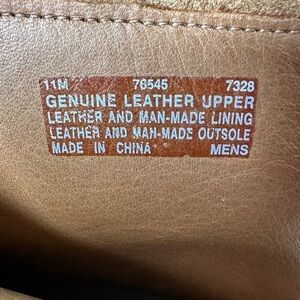 11M 76545 7328
GENUINE LEATHER UPPER
LEATHER AND MAN-MADE LINING
LEATHER AND MAN-MADE OUTSOLE
MADE IN CHINA MENS